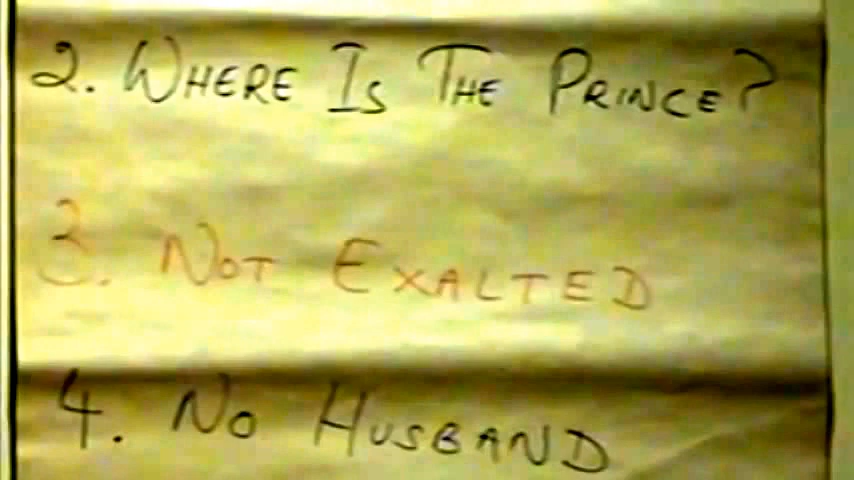 2. WHERE IS THE PRINCE?
3. NOT EXALTED
4. NO HUSBAND